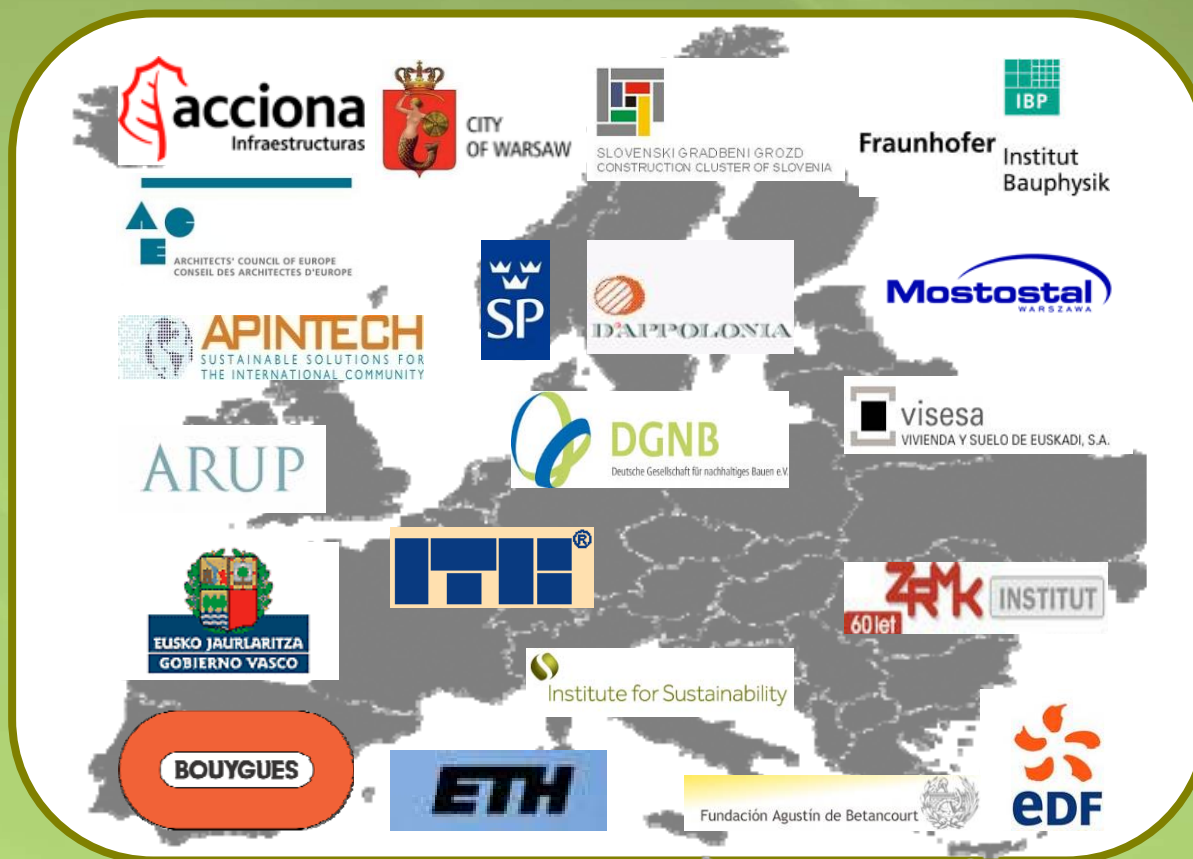 acciona
Infraestructuras
CITY
OF WARSAW
SLOVENSKI GRADBENI GROZD
CONSTRUCTION CLUSTER OF SLOVENIA
IBP
Fraunhofer
Institut
Bauphysik
ACE
ARCHITECTS' COUNCIL OF EUROPE
CONSEIL DES ARCHITECTES D'EUROPE
SP
D'APPOLONIA
Mostostal
WARSZAWA
APINTECH
SUSTAINABLE SOLUTIONS FOR
THE INTERNATIONAL COMMUNITY
ARUP
DGNB
Deutsche Gesellschaft für nachhaltiges Bauen e.V.
visesa
VIVIENDA Y SUELO DE EUSKADI, S.A.
ITB®
EUSKO JAURLARITZA
GOBIERNO VASCO
ZRMK INSTITUT
60 let
Institute for Sustainability
BOUYGUES
ETH
Fundación Agustín de Betancourt
eDF